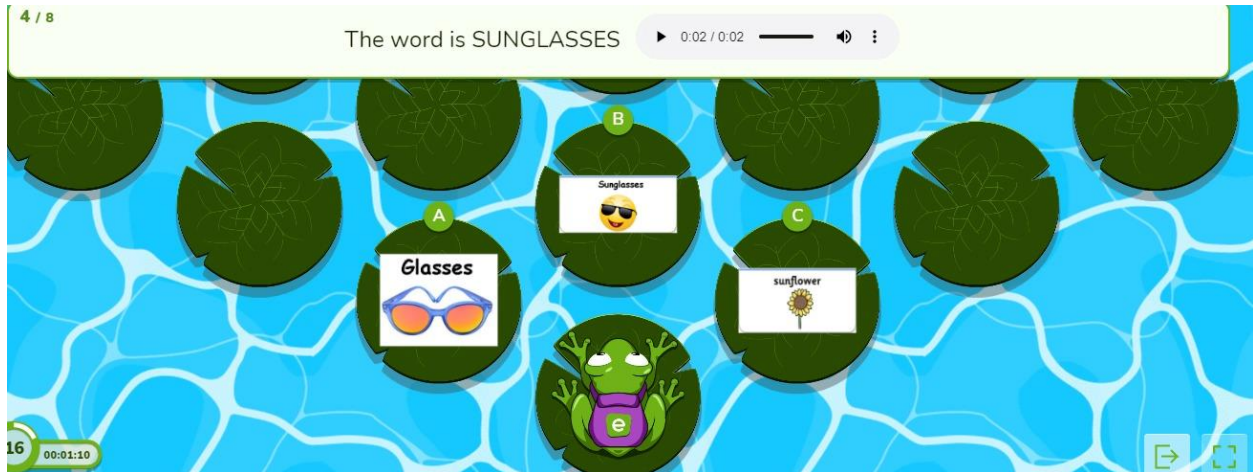 4 / 8
The word is SUNGLASSES
0:02 / 0:02
B
Sunglasses
A
C
Glasses
sunflower
e
16
00:01:10